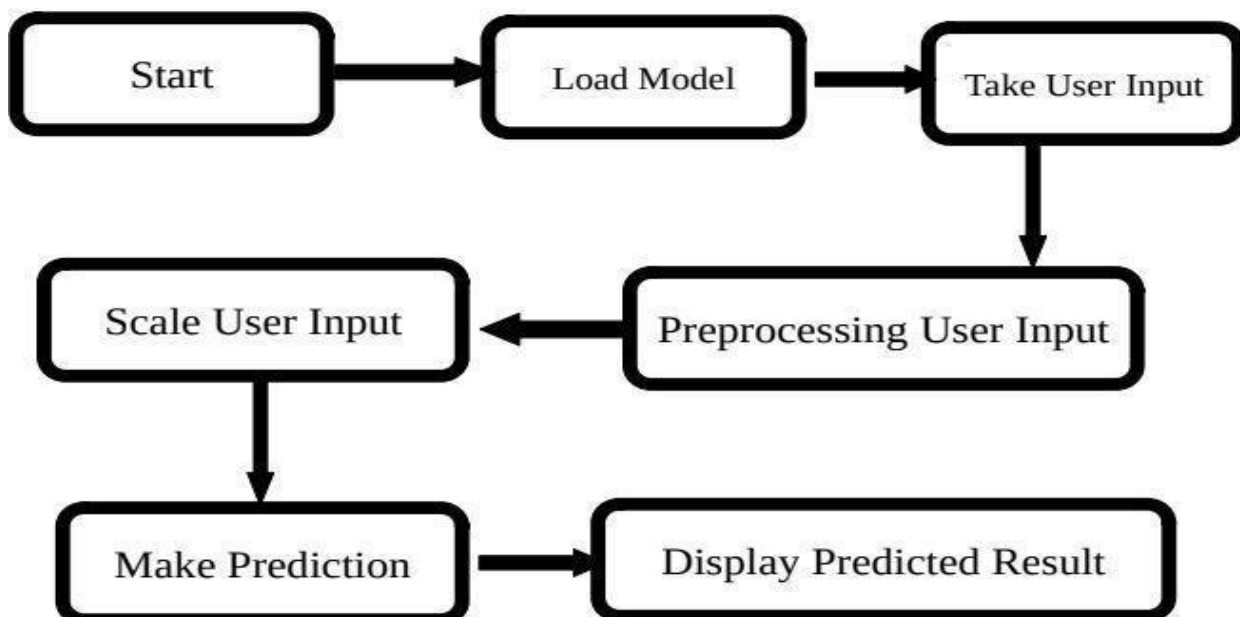 Start
Load Model
Take User Input
Preprocessing User Input
Scale User Input
Make Prediction
Display Predicted Result